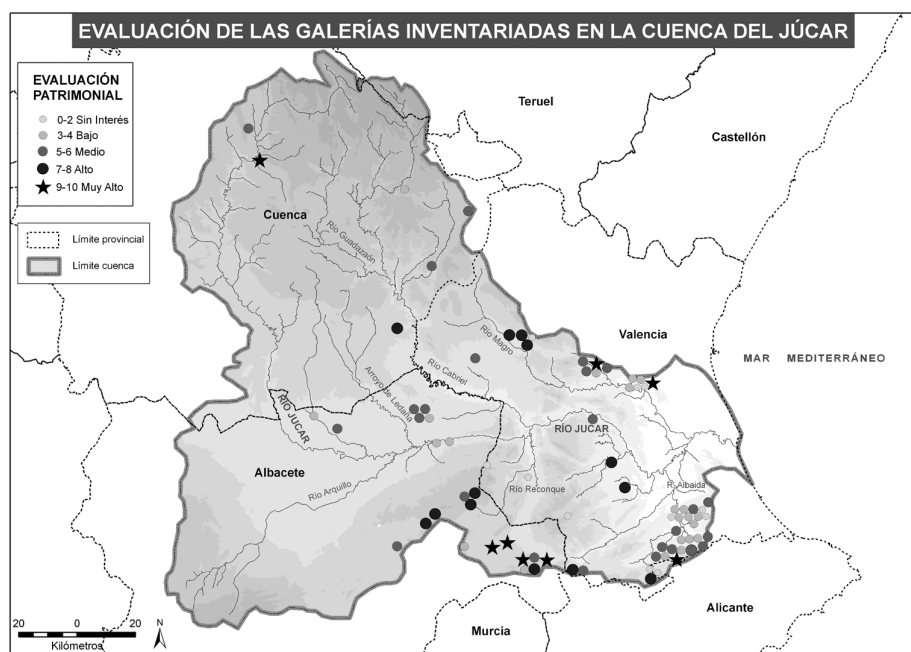 EVALUACIÓN DE LAS GALERÍAS INVENTARIADAS EN LA CUENCA DEL JÚCAR
EVALUACIÓN
PATRIMONIAL
0-2 Sin Interés
3-4 Bajo
5-6 Medio
7-8 Alto
9-10 Muy Alto
Límite provincial
Límite cuenca
Teruel
Castellón
Cuenca
Río Guadazaón
Valencia
Río Magro
MAR MEDITERRÁNEO
Río Cabriel
Arroyo de Ledaña
RÍO JUCAR
RÍO JUCAR
Albacete
Río Arquillo
Río Reconque
R. Albaida
Alicante
Murcia
20 0 20
Kilómetros
N